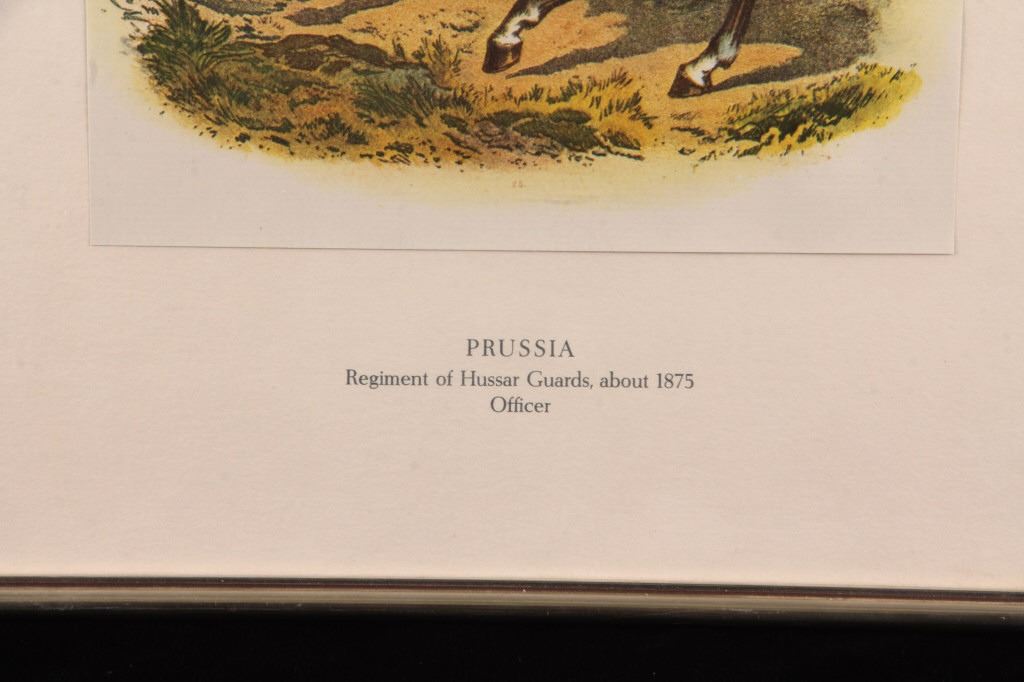 PRUSSIA
Regiment of Hussar Guards, about 1875
Officer